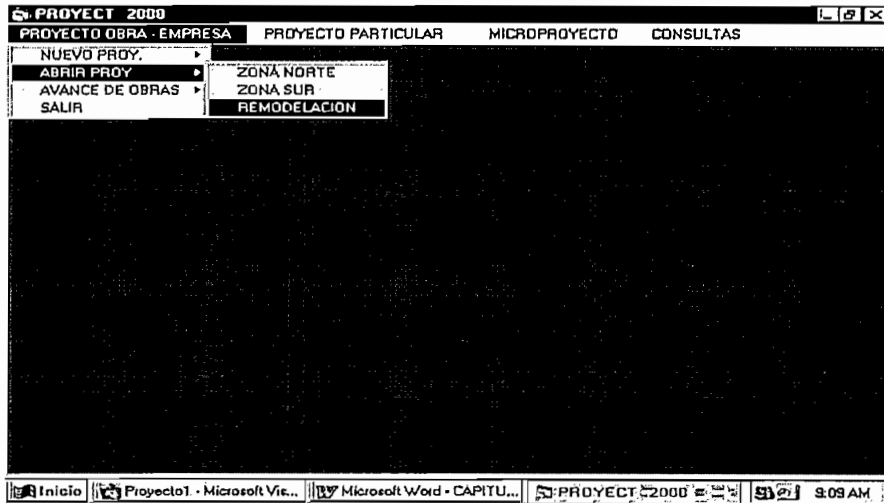 PROYECT 2000
PROYECTO OBRA - EMPRESA PROYECTO PARTICULAR MICROPROYECTO CONSULTAS
NUEVO PROY.
ABRIR PROY ZONA NORTE
AVANCE DE OBRAS ZONA SUR
SALIR REMODELACION
Inicio Proyecto1 - Microsoft Vis... Microsoft Word - CAPITU... PROYECT 2000 9:09 AM